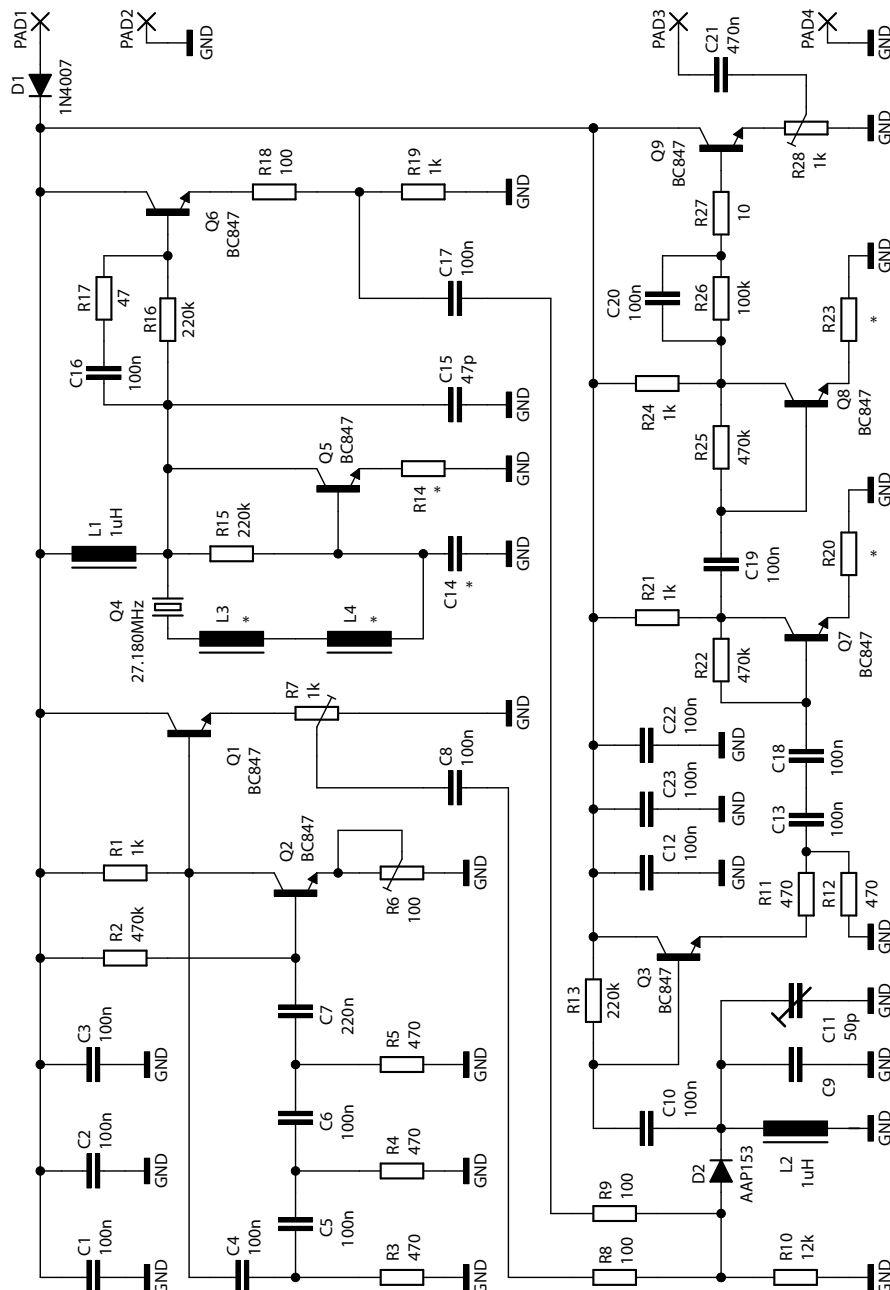 PAD1
PAD2
GND
D1
1N4007
PAD3
C21
470n
PAD4
GND
Q9
BC847
R28
1k
GND
R18
100
R19
1k
GND
Q6
BC847
R17
47
R16
220k
C16
100n
C17
100n
C15
47p
GND
R27
10
C20
100n
R26
100k
R23
*
GND
R24
1k
R25
470k
Q8
BC847
Q5
BC847
R14
*
GND
L1
1uH
R15
220k
C14
*
GND
Q4
27.180MHz
L3
*
L4
*
C19
100n
R20
*
GND
R21
1k
R22
470k
Q7
BC847
Q1
BC847
R7
1k
GND
C8
100n
C22
100n
GND
C23
100n
GND
C12
100n
GND
C18
100n
C13
100n
R1
1k
Q2
BC847
R6
100
GND
R2
470k
R11
470
R12
470
GND
Q3
BC847
R13
220k
C3
100n
GND
C7
220n
R5
470
GND
C11
50p
GND
C9
GND
C10
100n
C2
100n
GND
C6
100n
R4
470
GND
D2
AAP153
L2
1uH
GND
C1
100n
GND
C4
100n
C5
100n
R3
470
GND
R9
100
R8
100
R10
12k
GND